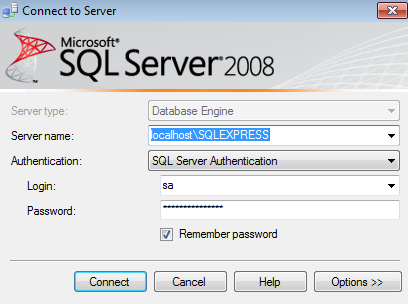 Connect to Server
Microsoft®
SQL Server®2008
Server type: Database Engine
Server name: localhost\SQLEXPRESS
Authentication: SQL Server Authentication
Login: sa
Password: ***************
Remember password
Connect Cancel Help Options >>